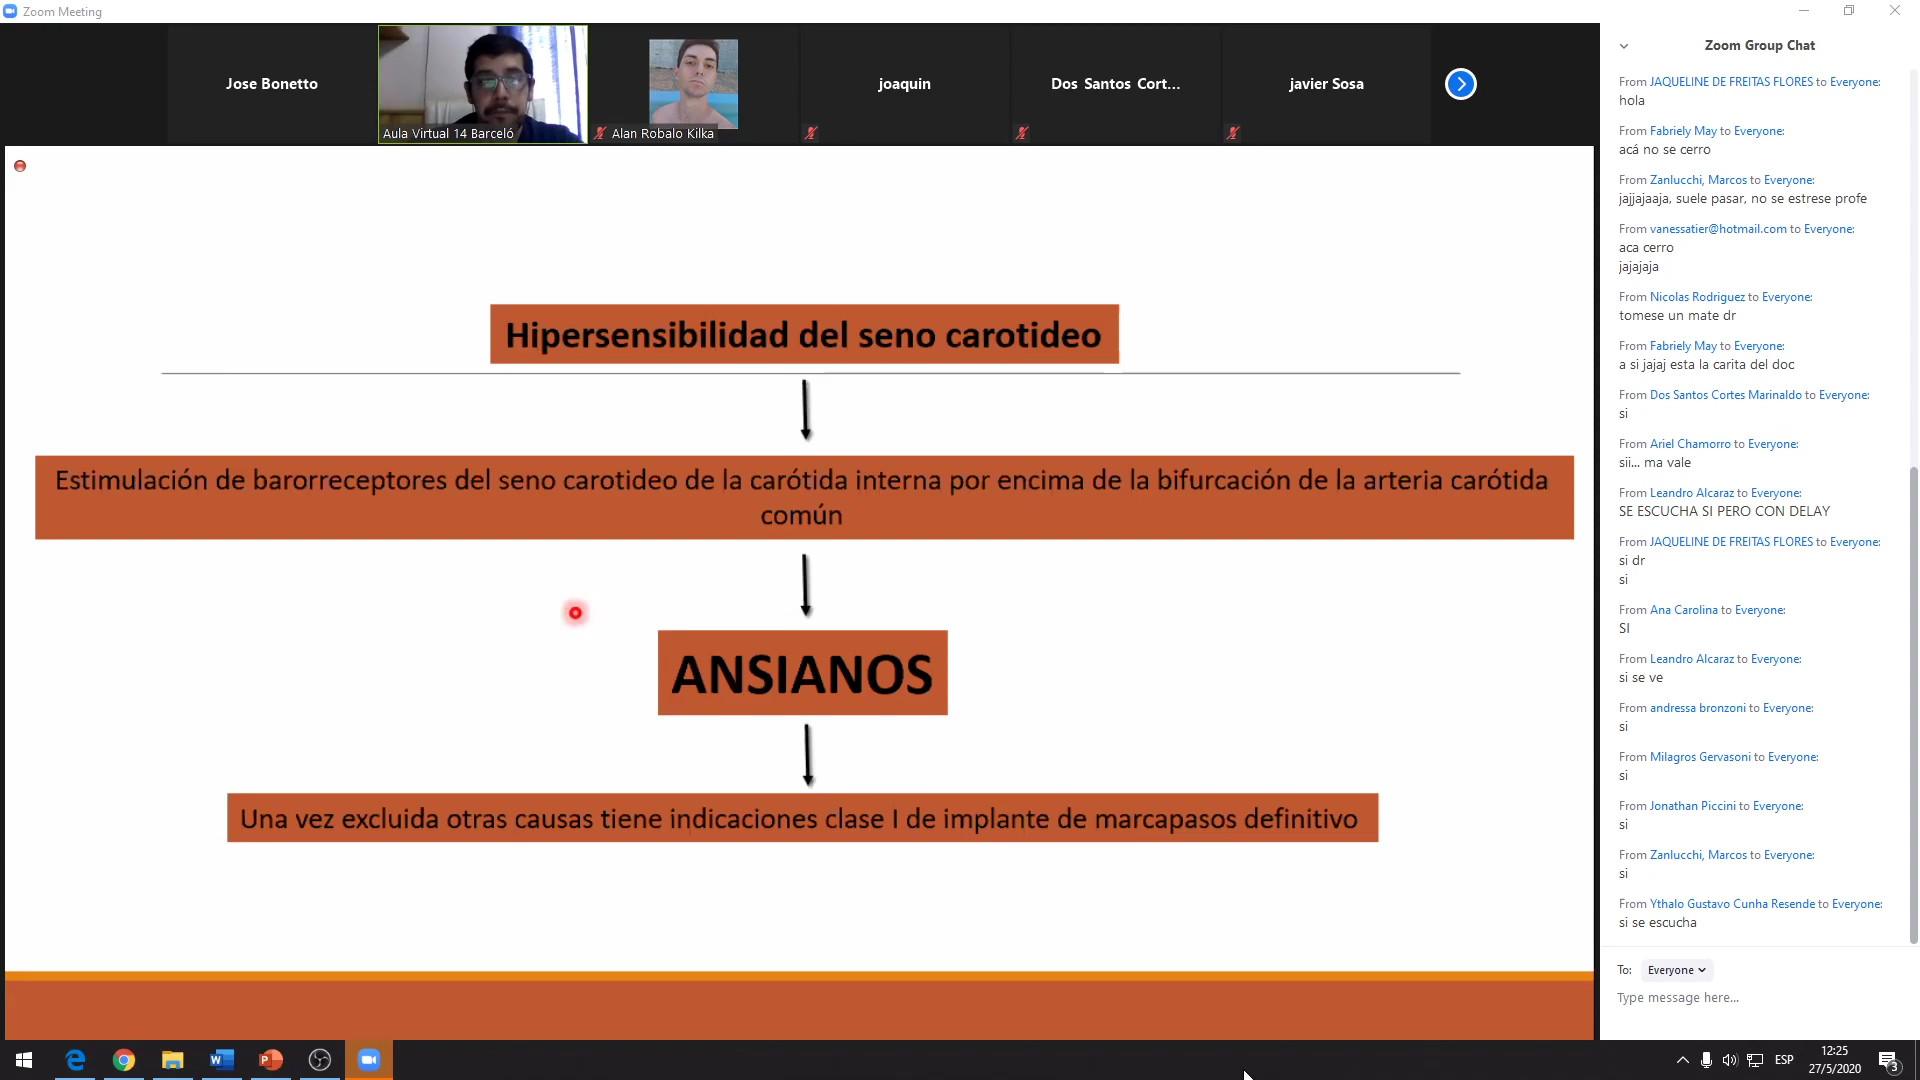 Zoom Meeting
Jose Bonetto
Aula Virtual 14 Barceló
Alan Robalo Kilka
joaquin
Dos Santos Cort...
javier Sosa
Hipersensibilidad del seno carotideo
Estimulación de barorreceptores del seno carotideo de la carótida interna por encima de la bifurcación de la arteria carótida
común
ANSIANOS
Una vez excluida otras causas tiene indicaciones clase I de implante de marcapasos definitivo
Zoom Group Chat
From JAQUELINE DE FREITAS FLORES to Everyone:
hola
From Fabriely May to Everyone:
acá no se cerro
From Zanlucchi, Marcos to Everyone:
jajjajaaja, suele pasar, no se estrese profe
From vanessatier@hotmail.com to Everyone:
aca cerro
jajajaja
From Nicolas Rodriguez to Everyone:
tomese un mate dr
From Fabriely May to Everyone:
a si jajaj esta la carita del doc
From Dos Santos Cortes Marinaldo to Everyone:
si
From Ariel Chamorro to Everyone:
sii... ma vale
From Leandro Alcaraz to Everyone:
SE ESCUCHA SI PERO CON DELAY
From JAQUELINE DE FREITAS FLORES to Everyone:
si dr
si
From Ana Carolina to Everyone:
SI
From Leandro Alcaraz to Everyone:
si se ve
From andressa bronzoni to Everyone:
si
From Milagros Gervasoni to Everyone:
si
From Jonathan Piccini to Everyone:
si
From Zanlucchi, Marcos to Everyone:
si
From Ythalo Gustavo Cunha Resende to Everyone:
si se escucha
To: Everyone
Type message here...
ESP
12:25
27/5/2020
3